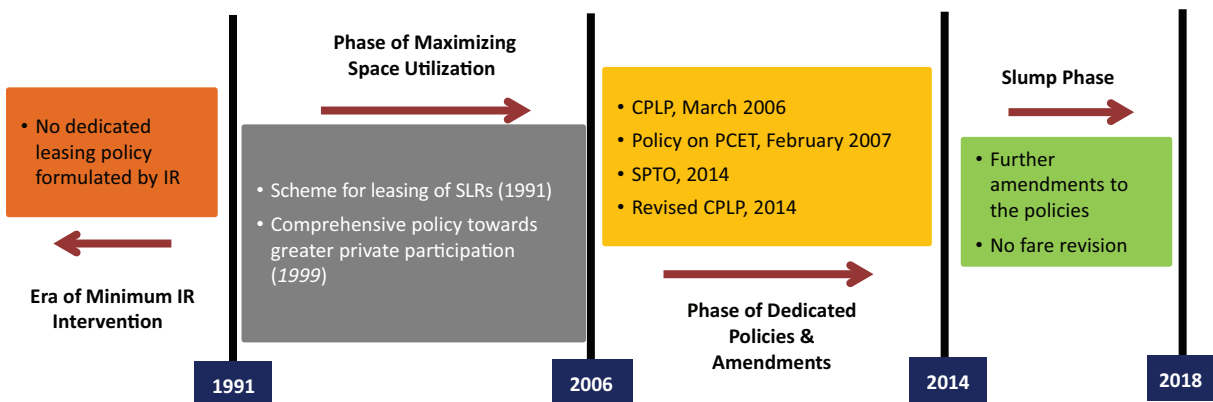 • No dedicated
leasing policy
formulated by IR
Era of Minimum IR
Intervention
Phase of Maximizing
Space Utilization
• Scheme for leasing of SLRs (1991)
• Comprehensive policy towards
greater private participation
(1999)
• CPLP, March 2006
• Policy on PCET, February 2007
• SPTO, 2014
• Revised CPLP, 2014
Phase of Dedicated
Policies &
Amendments
Slump Phase
• Further
amendments to
the policies
• No fare revision
1991
2006
2014
2018